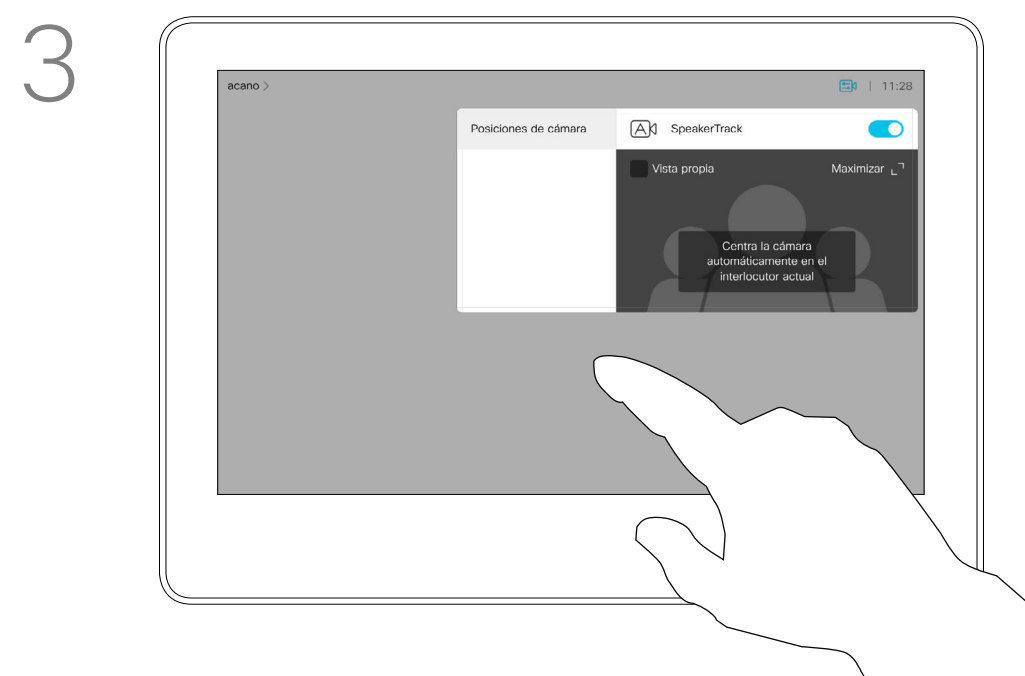 3
acano >
11:28
Posiciones de cámara
SpeakerTrack
Vista propia
Maximizar
Centra la cámara
automáticamente en el
interlocutor actual